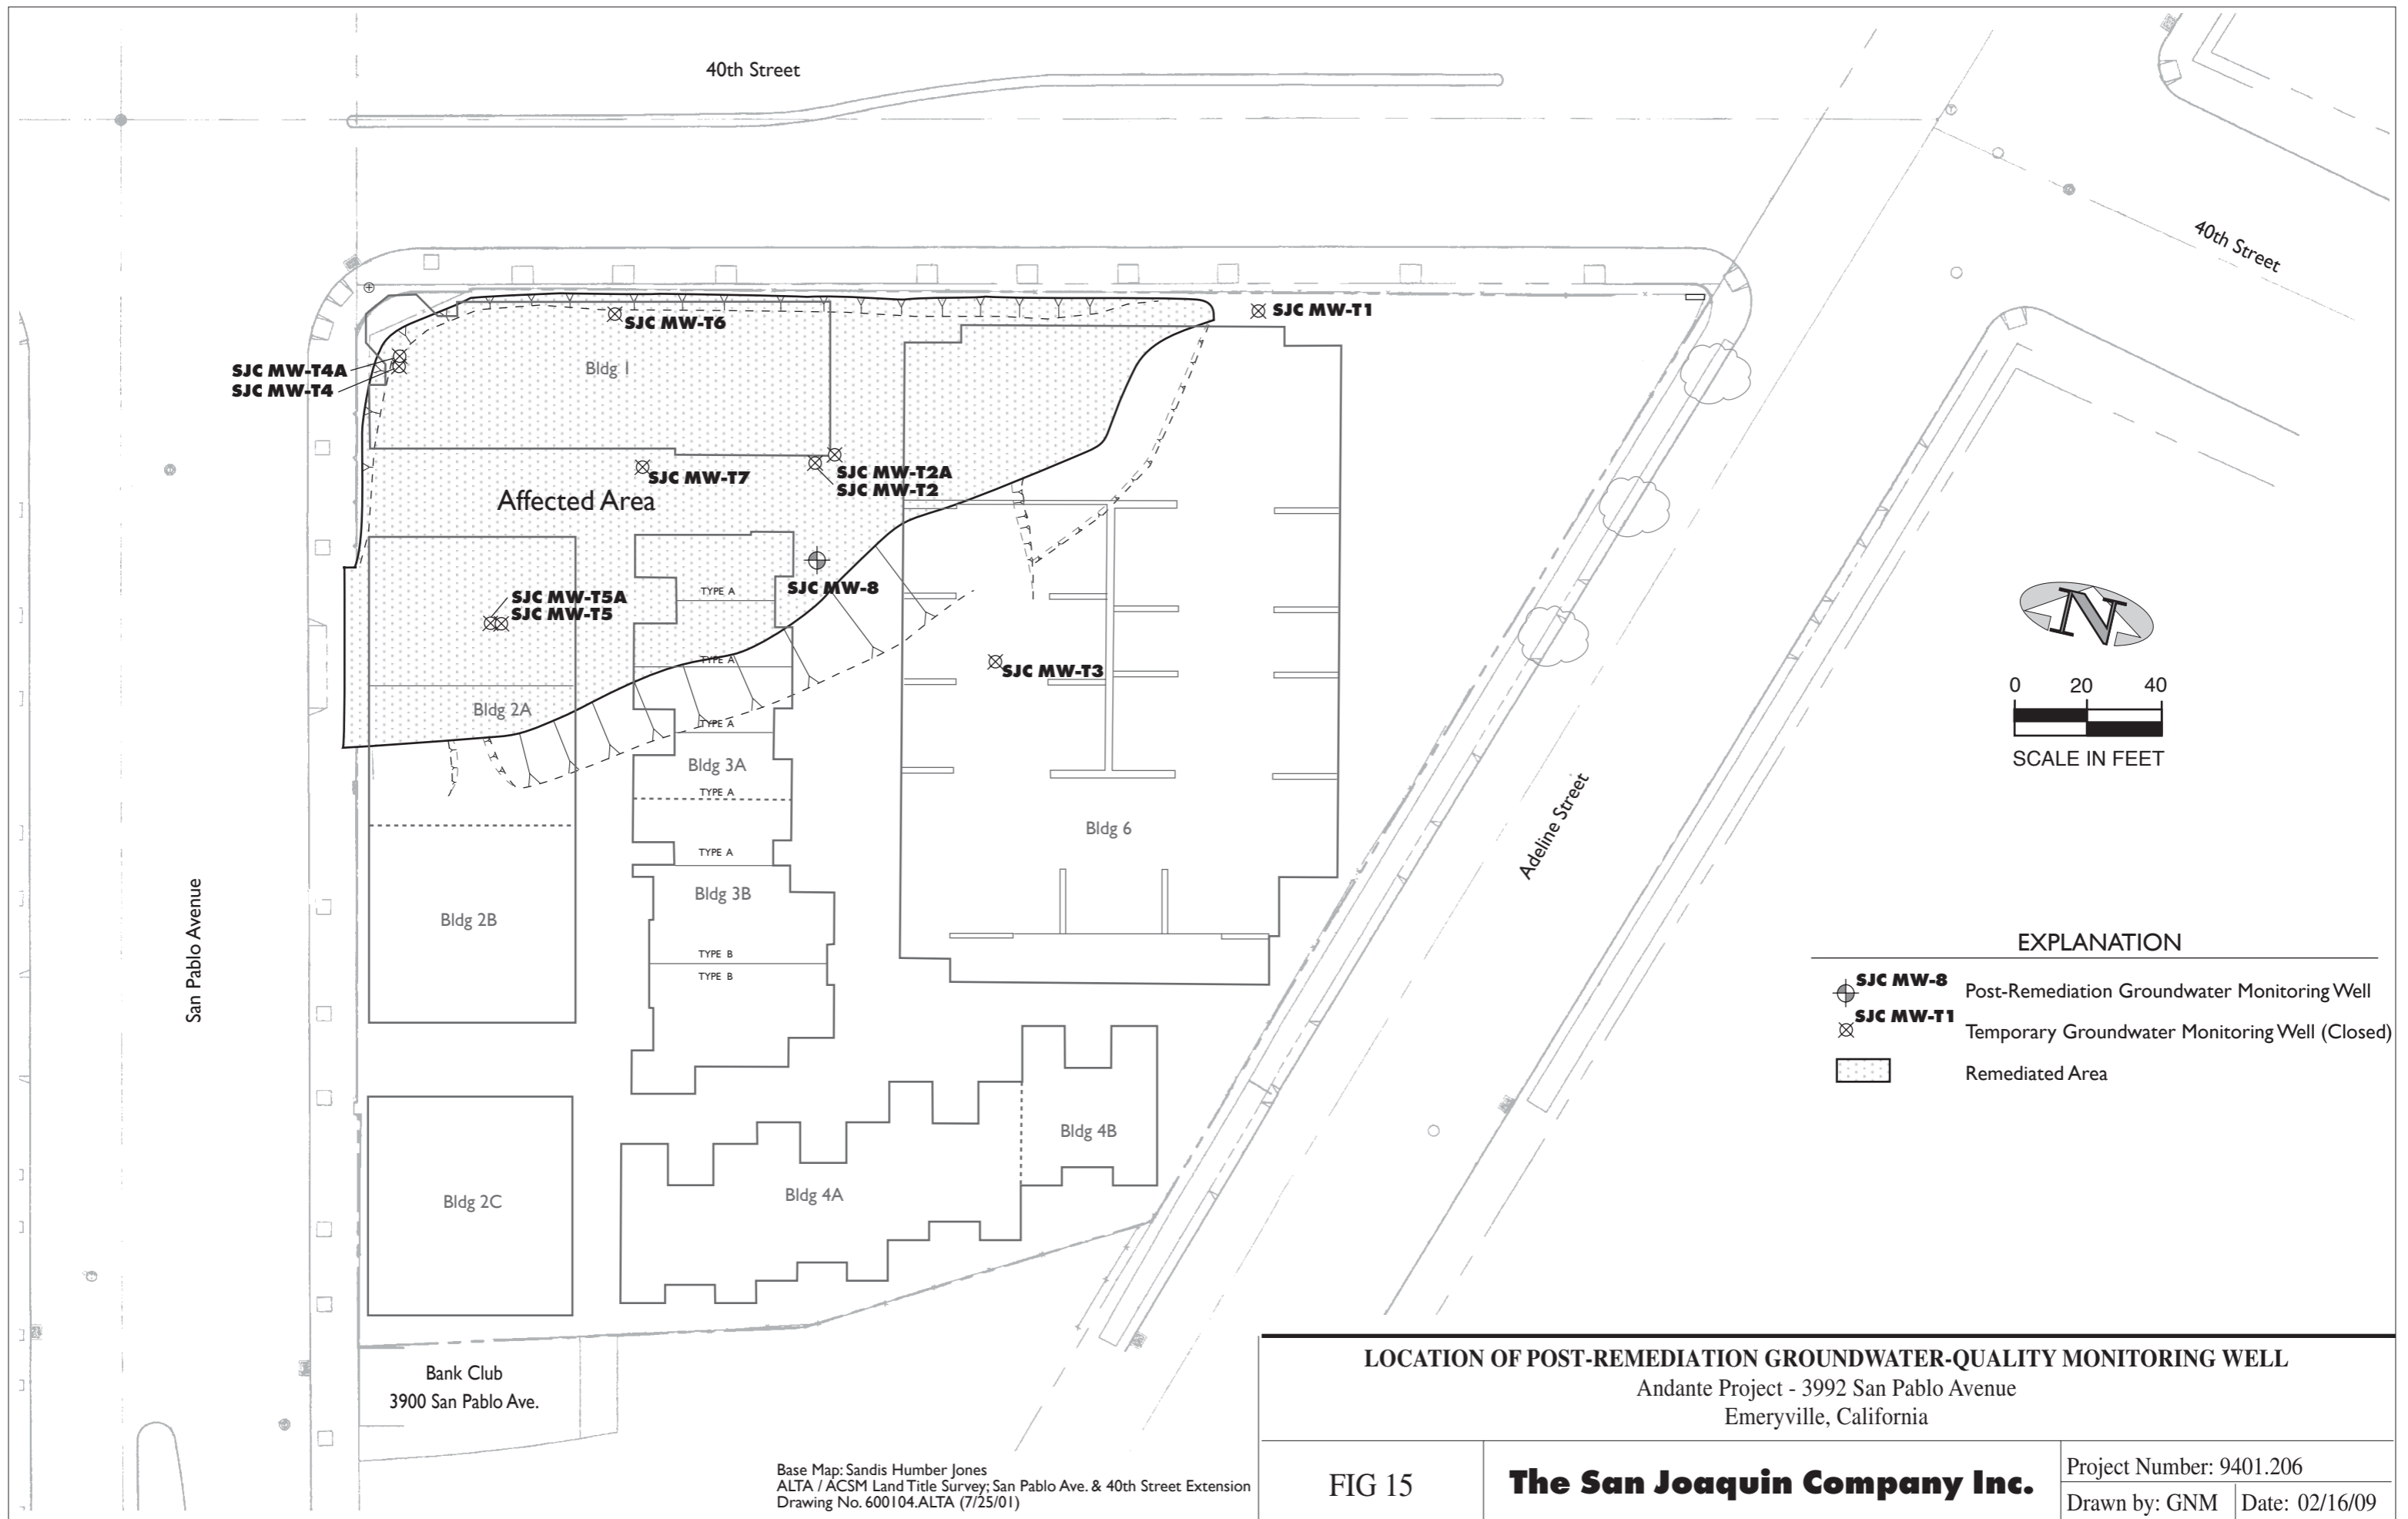 40th Street
40th Street
SJC MW-T1
SJC MW-T6
SJC MW-T4A
SJC MW-T4
Bldg 1
SJC MW-T2A
SJC MW-T7
SJC MW-T2
Affected Area
SJC MW-8
TYPE A
SJC MW-T5A
SJC MW-T5
TYPE A
SJC MW-T3
Bldg 2A
TYPE A
Bldg 3A
TYPE A
Bldg 6
TYPE A
Bldg 3B
Bldg 2B
TYPE B
TYPE B
San Pablo Avenue
Adeline Street
Bldg 4B
Bldg 4A
Bldg 2C
Bank Club
3900 San Pablo Ave.
N
0 20 40
SCALE IN FEET
EXPLANATION
SJC MW-8
Post-Remediation Groundwater Monitoring Well
SJC MW-T1
Temporary Groundwater Monitoring Well (Closed)
Remediated Area
Base Map: Sandis Humber Jones
ALTA / ACSM Land Title Survey; San Pablo Ave. & 40th Street Extension
Drawing No. 600104.ALTA (7/25/01)
LOCATION OF POST-REMEDIATION GROUNDWATER-QUALITY MONITORING WELL
Andante Project - 3992 San Pablo Avenue
Emeryville, California
FIG 15
The San Joaquin Company Inc.
Project Number: 9401.206
Drawn by: GNM
Date: 02/16/09